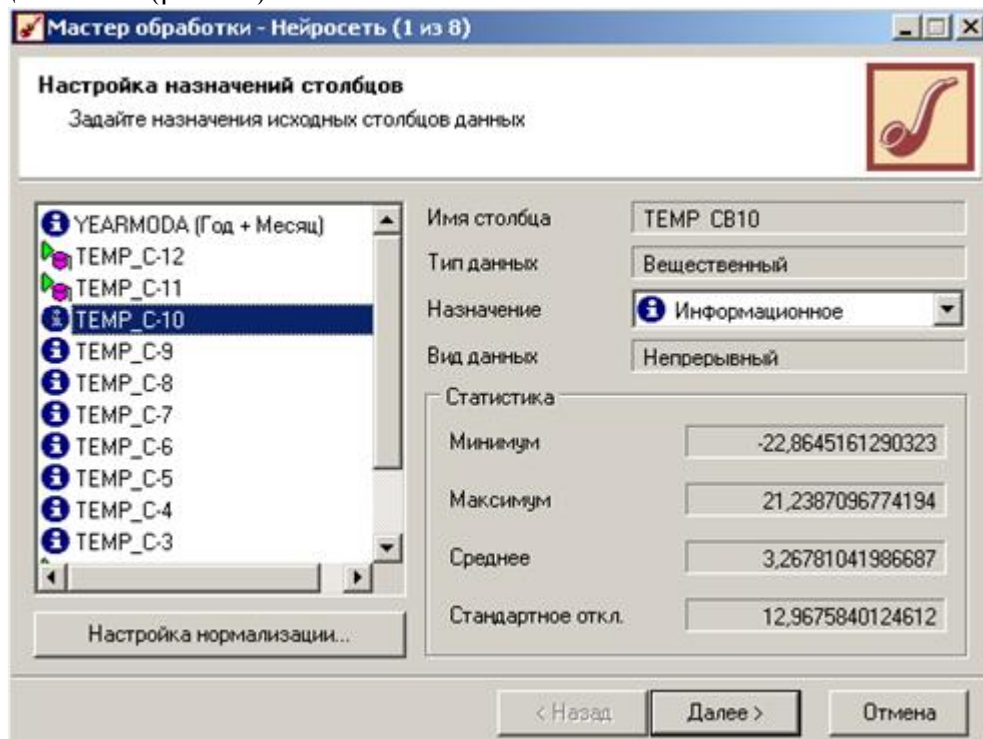 Мастер обработки - Нейросеть (1 из 8)
Настройка назначений столбцов
Задайте назначения исходных столбцов данных
YEARMODA (Год + Месяц)
TEMP_C-12
TEMP_C-11
TEMP_C-10
TEMP_C-9
TEMP_C-8
TEMP_C-7
TEMP_C-6
TEMP_C-5
TEMP_C-4
TEMP_C-3
Настройка нормализации...
Имя столбца TEMP CB10
Тип данных Вещественный
Назначение Информационное
Вид данных Непрерывный
Статистика
Минимум -22,8645161290323
Максимум 21,2387096774194
Среднее 3,26781041986687
Стандартное откл. 12,9675840124612
< Назад Далее > Отмена